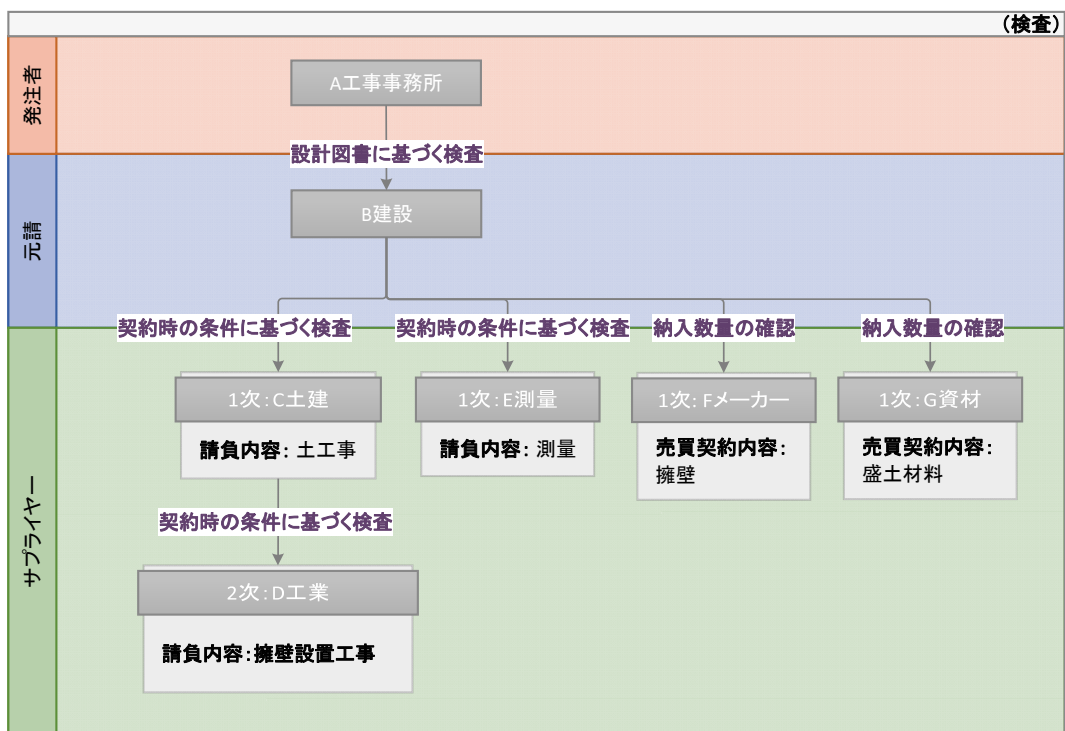 (検査)
発注者
A工事事務所
設計図書に基づく検査
元請
B建設
契約時の条件に基づく検査
契約時の条件に基づく検査
納入数量の確認
納入数量の確認
サプライヤー
1次：C土建
請負内容： 土工事
1次：E測量
請負内容： 測量
1次: Fメーカー
売買契約内容：
擁壁
1次：G資材
売買契約内容：
盛土材料
契約時の条件に基づく検査
2次：D工業
請負内容：擁壁設置工事